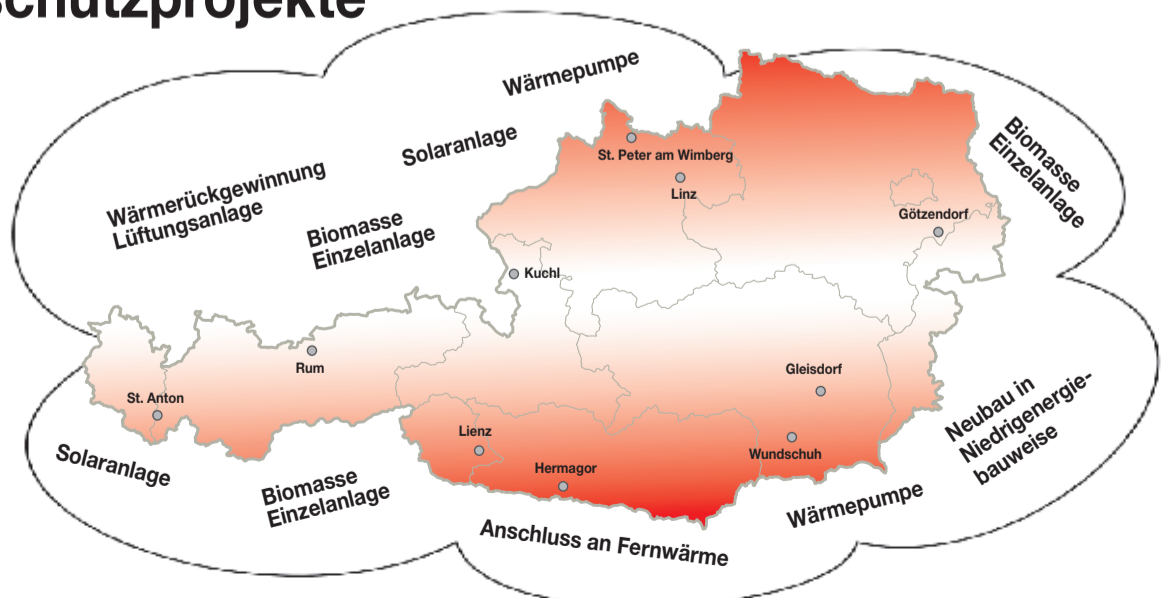 schutzprojekte
Wärmepumpe
Solaranlage
Wärmerückgewinnung
Lüftungsanlage
Biomasse
Einzelanlage
Biomasse
Einzelanlage
St. Peter am Wimberg
Linz
Götzendorf
Kuchl
Rum
St. Anton
Gleisdorf
Lienz
Hermagor
Wundschuh
Solaranlage
Biomasse
Einzelanlage
Anschluss an Fernwärme
Wärmepumpe
Neubau in
Niedrigenergie-
bauweise